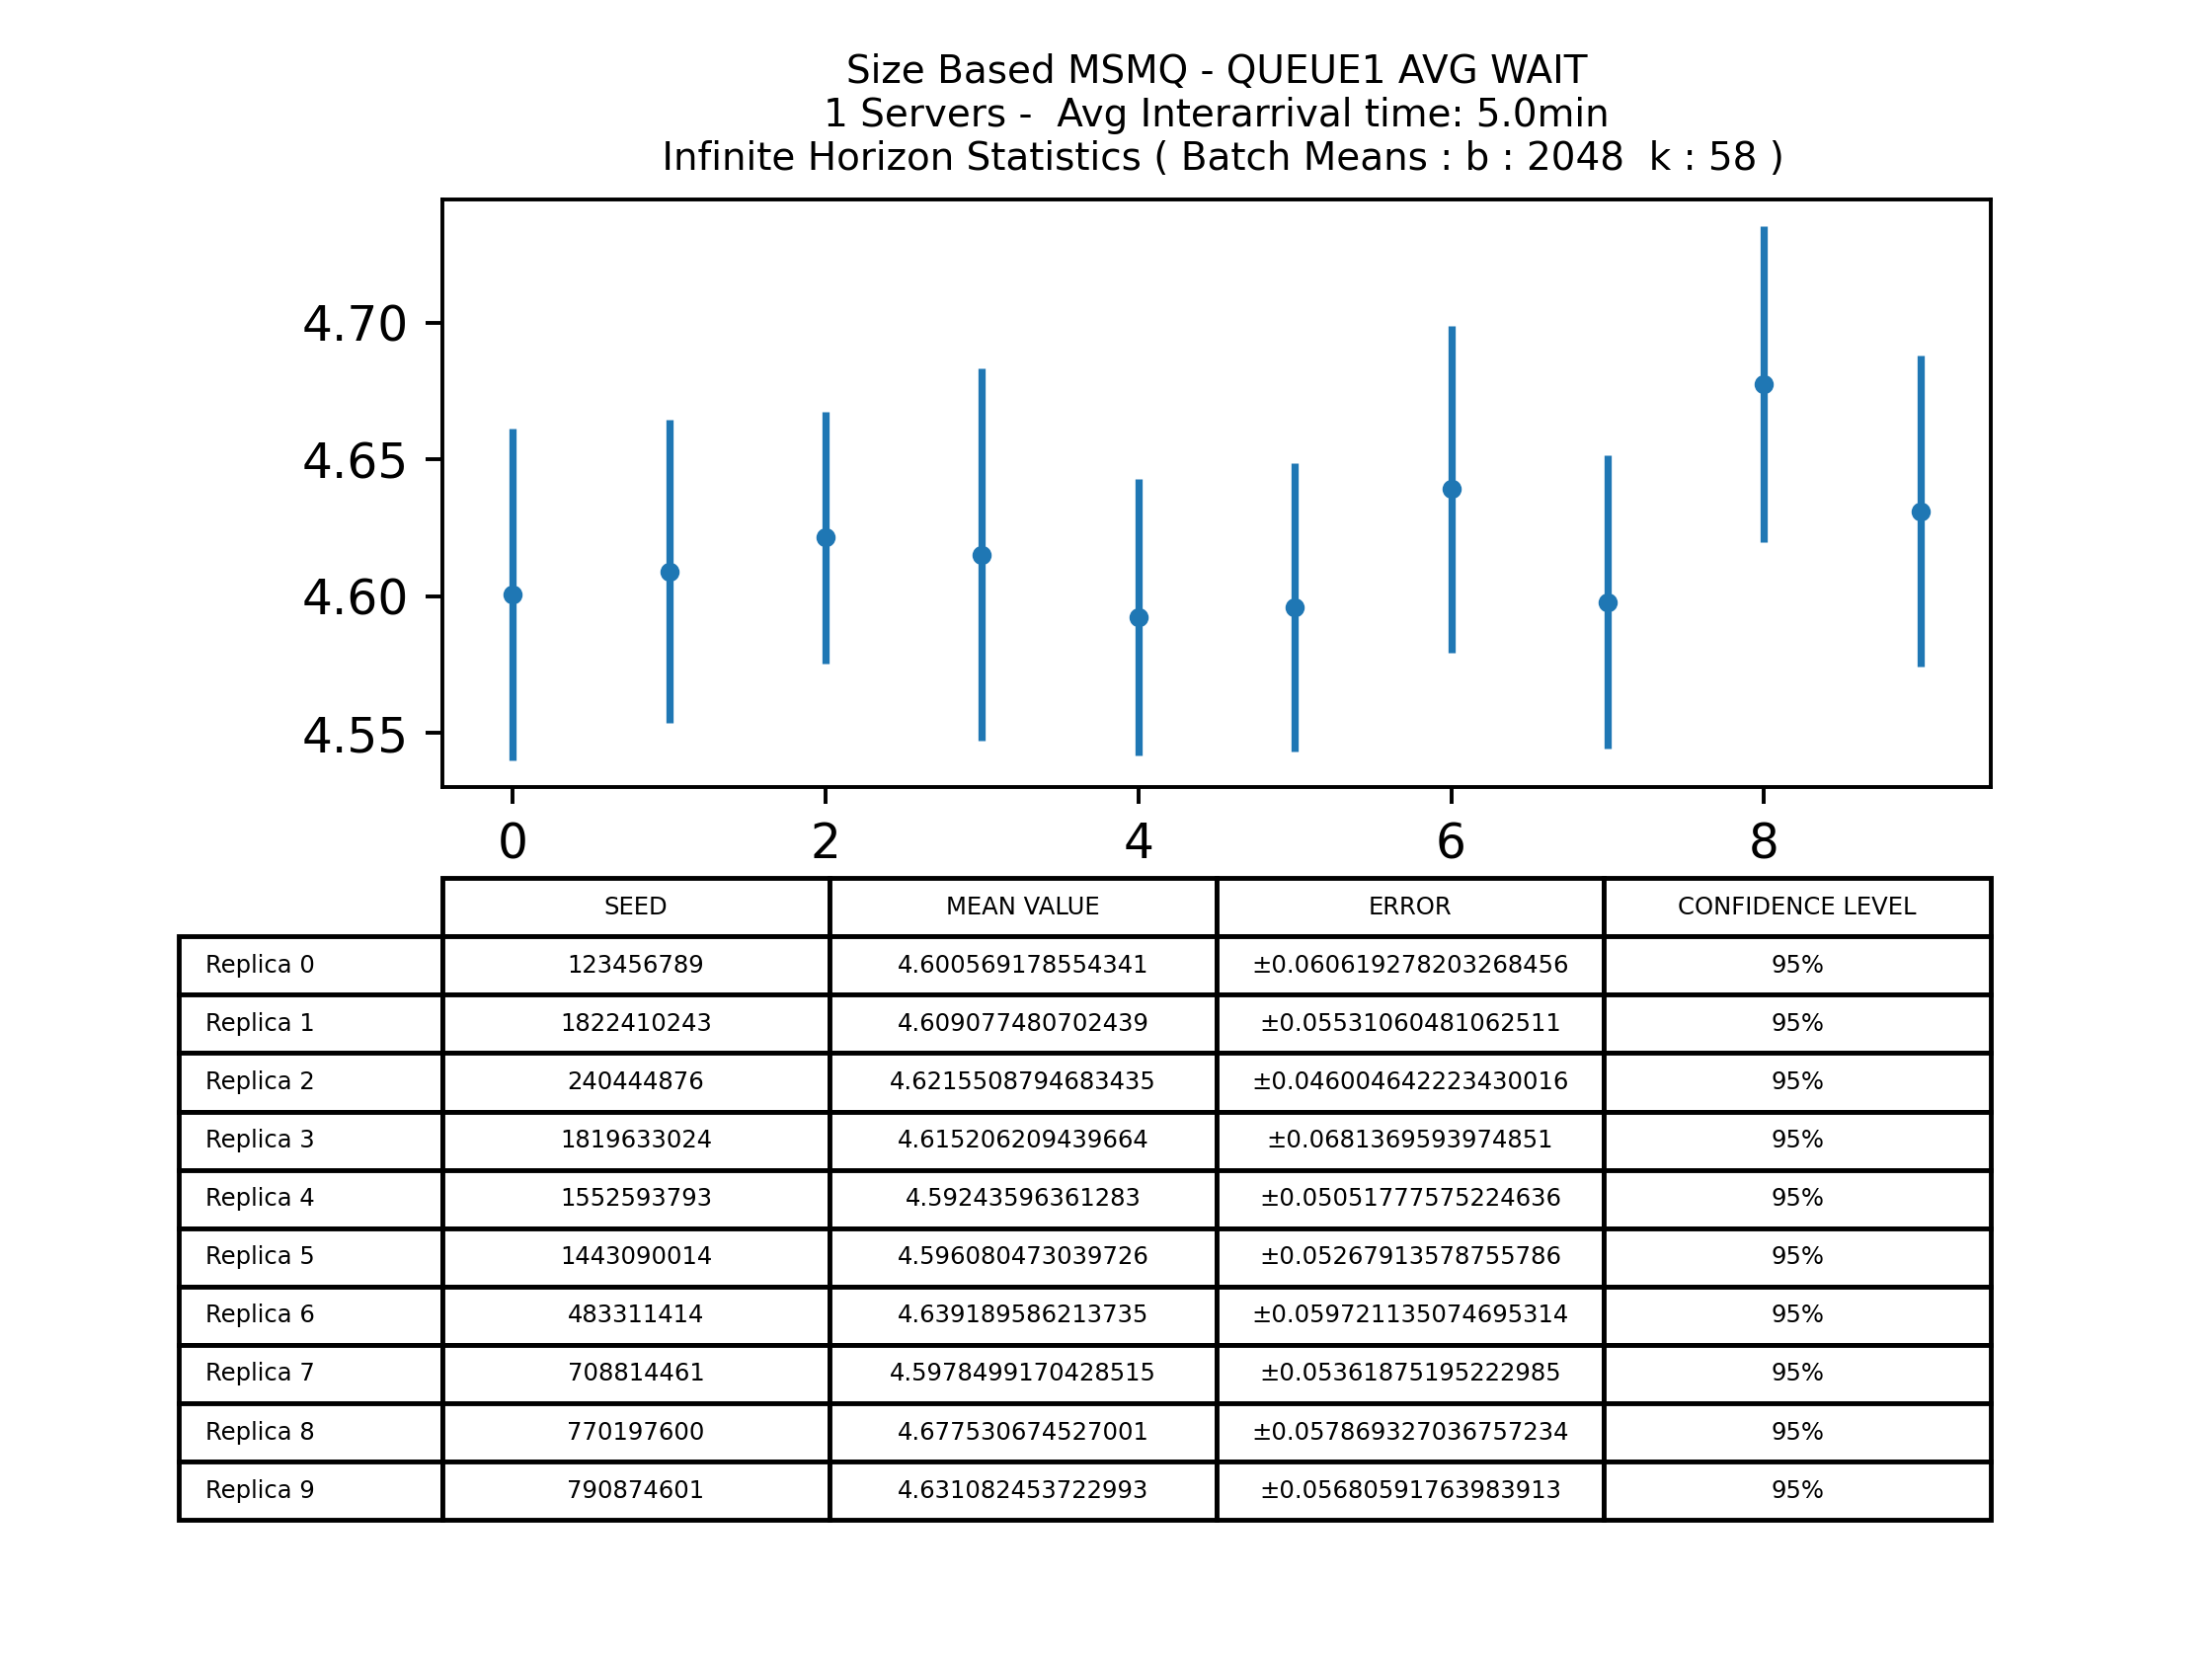 Size Based MSMQ - QUEUE1 AVG WAIT
1 Servers -  Avg Interarrival time: 5.0min
Infinite Horizon Statistics ( Batch Means : b : 2048  k : 58 )
4.70
4.65
4.60
4.55
0 2 4 6 8
SEED MEAN VALUE ERROR CONFIDENCE LEVEL
Replica 0 123456789 4.600569178554341 ±0.060619278203268456 95%
Replica 1 1822410243 4.609077480702439 ±0.05531060481062511 95%
Replica 2 240444876 4.6215508794683435 ±0.046004642223430016 95%
Replica 3 1819633024 4.615206209439664 ±0.0681369593974851 95%
Replica 4 1552593793 4.59243596361283 ±0.05051777575224636 95%
Replica 5 1443090014 4.596080473039726 ±0.05267913578755786 95%
Replica 6 483311414 4.639189586213735 ±0.059721135074695314 95%
Replica 7 708814461 4.5978499170428515 ±0.05361875195222985 95%
Replica 8 770197600 4.677530674527001 ±0.057869327036757234 95%
Replica 9 790874601 4.631082453722993 ±0.05680591763983913 95%